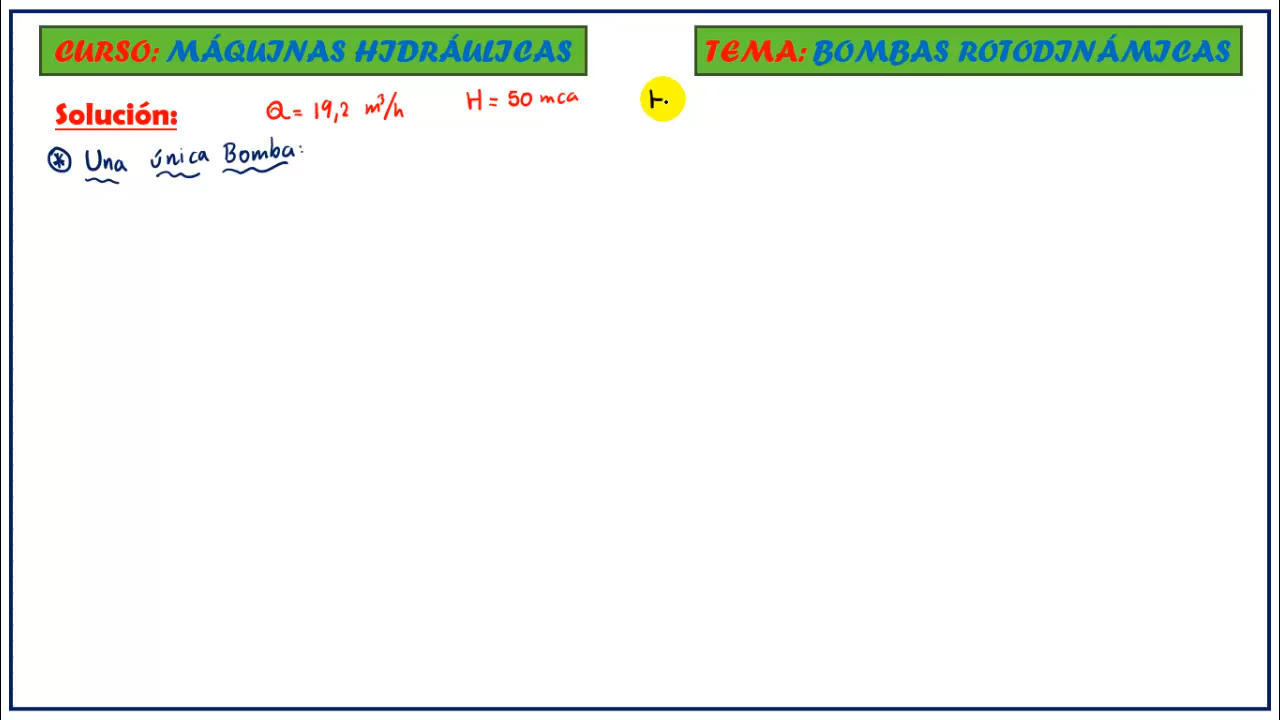 CURSO: MÁQUINAS HIDRÁULICAS
TEMA: BOMBAS ROTODINÁMICAS
Solución: Q = 19,2 m³/h H = 50 mca
* Una única Bomba: